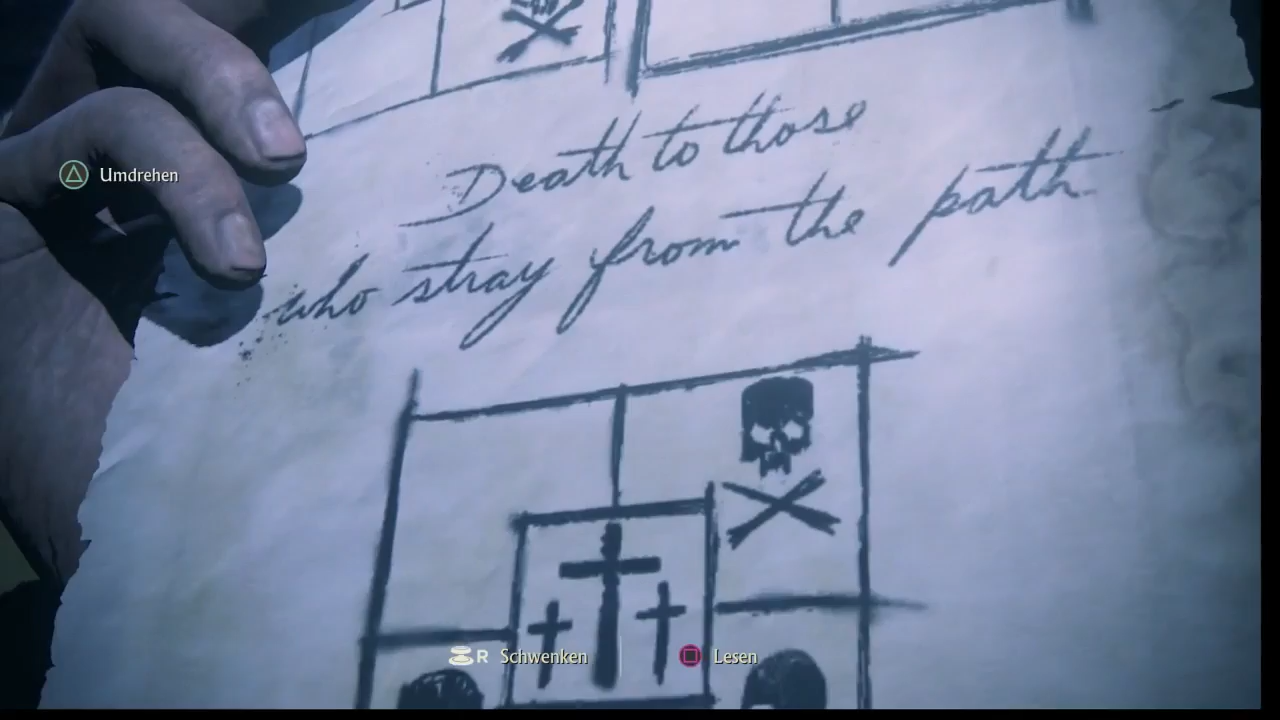 Umdrehen
Death to those
who stray from the path
R Schwenken
Lesen